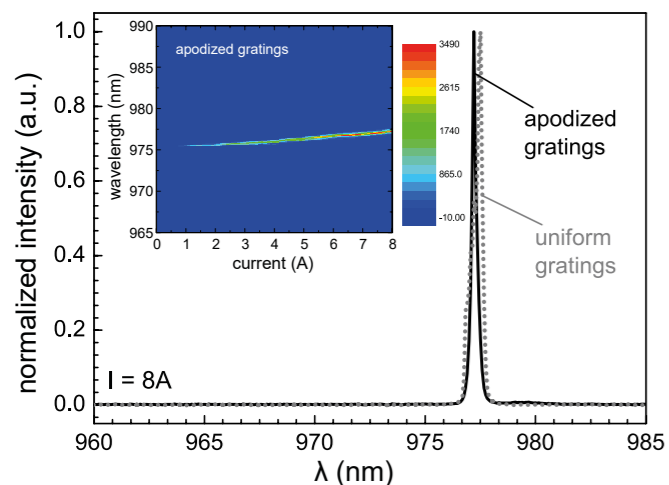 990
985
980
975
970
965
wavelength (nm)
apodized gratings
0 1 2 3 4 5 6 7 8
current (A)
3490
2615
1740
865.0
-10.00
1.0
0.8
0.6
0.4
0.2
0.0
normalized intensity (a.u.)
apodized
gratings
uniform
gratings
I = 8A
960 965 970 975 980 985
λ (nm)